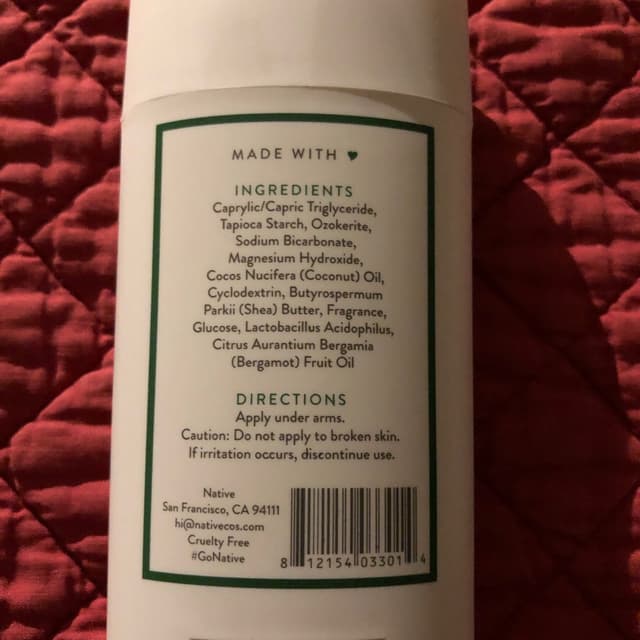 MADE WITH ♥
INGREDIENTS
Caprylic/Capric Triglyceride,
Tapioca Starch, Ozokerite,
Sodium Bicarbonate,
Magnesium Hydroxide,
Cocos Nucifera (Coconut) Oil,
Cyclodextrin, Butyrospermum
Parkii (Shea) Butter, Fragrance,
Glucose, Lactobacillus Acidophilus,
Citrus Aurantium Bergamia
(Bergamot) Fruit Oil
DIRECTIONS
Apply under arms.
Caution: Do not apply to broken skin.
If irritation occurs, discontinue use.
Native
San Francisco, CA 94111
hi@nativecos.com
Cruelty Free
#GoNative
8 12154 03301 4